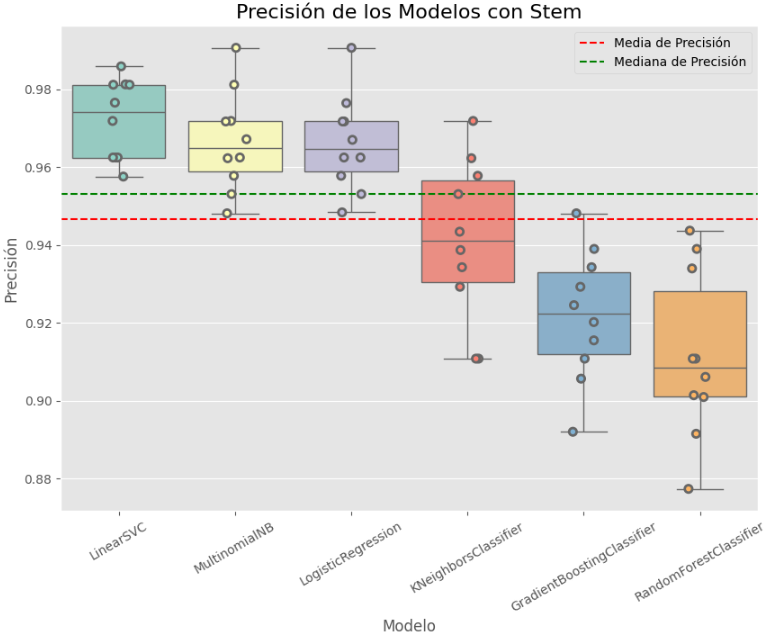 Precisión de los Modelos con Stem
Media de Precisión
Mediana de Precisión
0.98
0.96
0.94
0.92
0.90
0.88
Precisión
LinearSVC
MultinomialNB
LogisticRegression
KNeighborsClassifier
GradientBoostingClassifier
RandomForestClassifier
Modelo